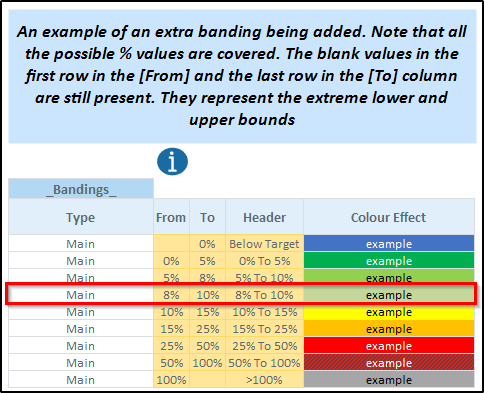 An example of an extra banding being added. Note that all
the possible % values are covered. The blank values in the
first row in the [From] and the last row in the [To] column
are still present. They represent the extreme lower and
upper bounds
i
_Bandings_
Type From To Header Colour Effect
Main 0% Below Target example
Main 0% 5% 0% To 5% example
Main 5% 8% 5% To 10% example
Main 8% 10% 8% To 10% example
Main 10% 15% 10% To 15% example
Main 15% 25% 15% To 25% example
Main 25% 50% 25% To 50% example
Main 50% 100% 50% To 100% example
Main 100% >100% example